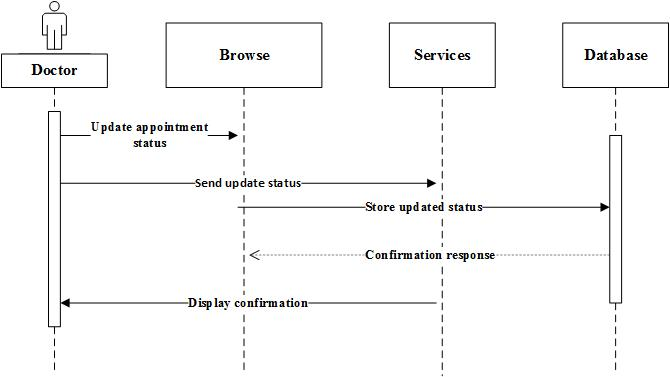 Doctor
Browse
Services
Database
Update appointment
status
Send update status
Store updated status
Confirmation response
Display confirmation